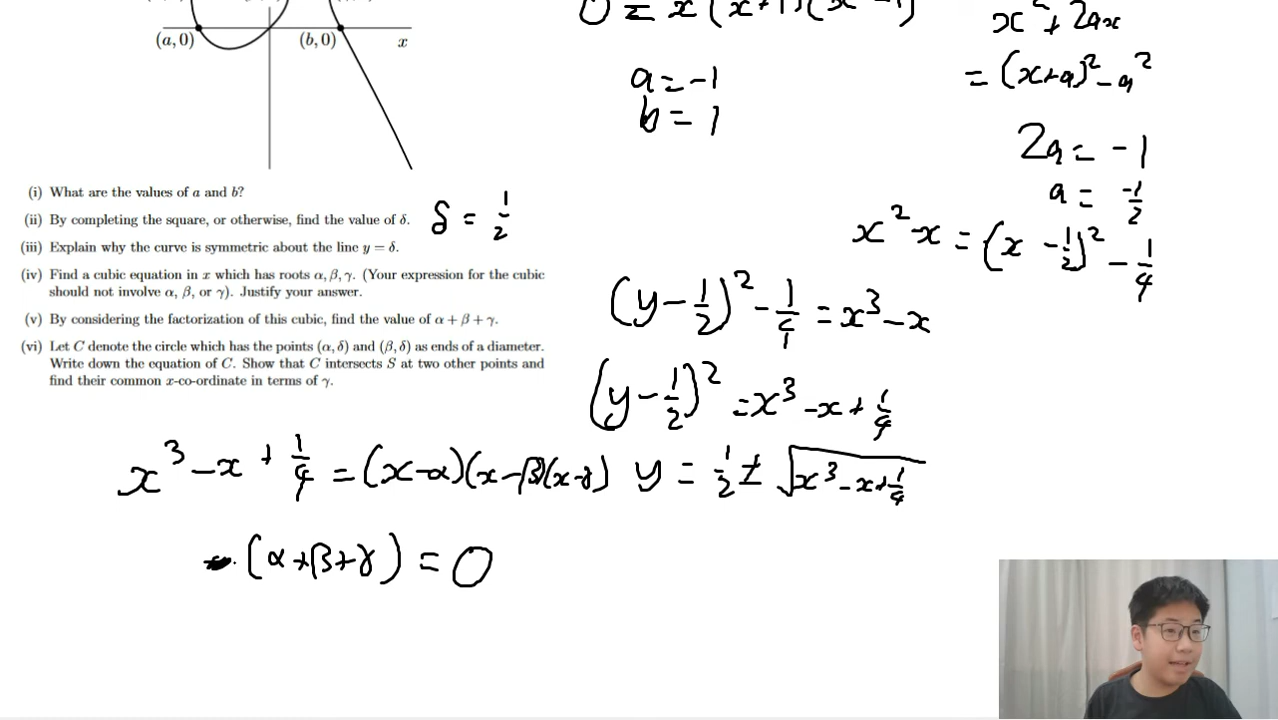 0 = x(x+1)(x-1)
(a, 0)
(b, 0)
x
a = -1
b = 1
x² + 2ax
= (x+a)² - a²
2a = -1
a = -1/2
x² - x = (x - 1/2)² - 1/4
(i) What are the values of a and b?
(ii) By completing the square, or otherwise, find the value of δ.
δ = 1/2
(iii) Explain why the curve is symmetric about the line y = δ.
(iv) Find a cubic equation in x which has roots α, β, γ. (Your expression for the cubic
should not involve α, β, or γ). Justify your answer.
(v) By considering the factorization of this cubic, find the value of α + β + γ.
(vi) Let C denote the circle which has the points (α, δ) and (β, δ) as ends of a diameter.
Write down the equation of C. Show that C intersects S at two other points and
find their common x-co-ordinate in terms of γ.
(y - 1/2)² - 1/4 = x³ - x
(y - 1/2)² = x³ - x + 1/4
y = 1/2 ± √(x³ - x + 1/4)
x³ - x + 1/4 = (x-α)(x-β)(x-γ)
(α+β+γ) = 0